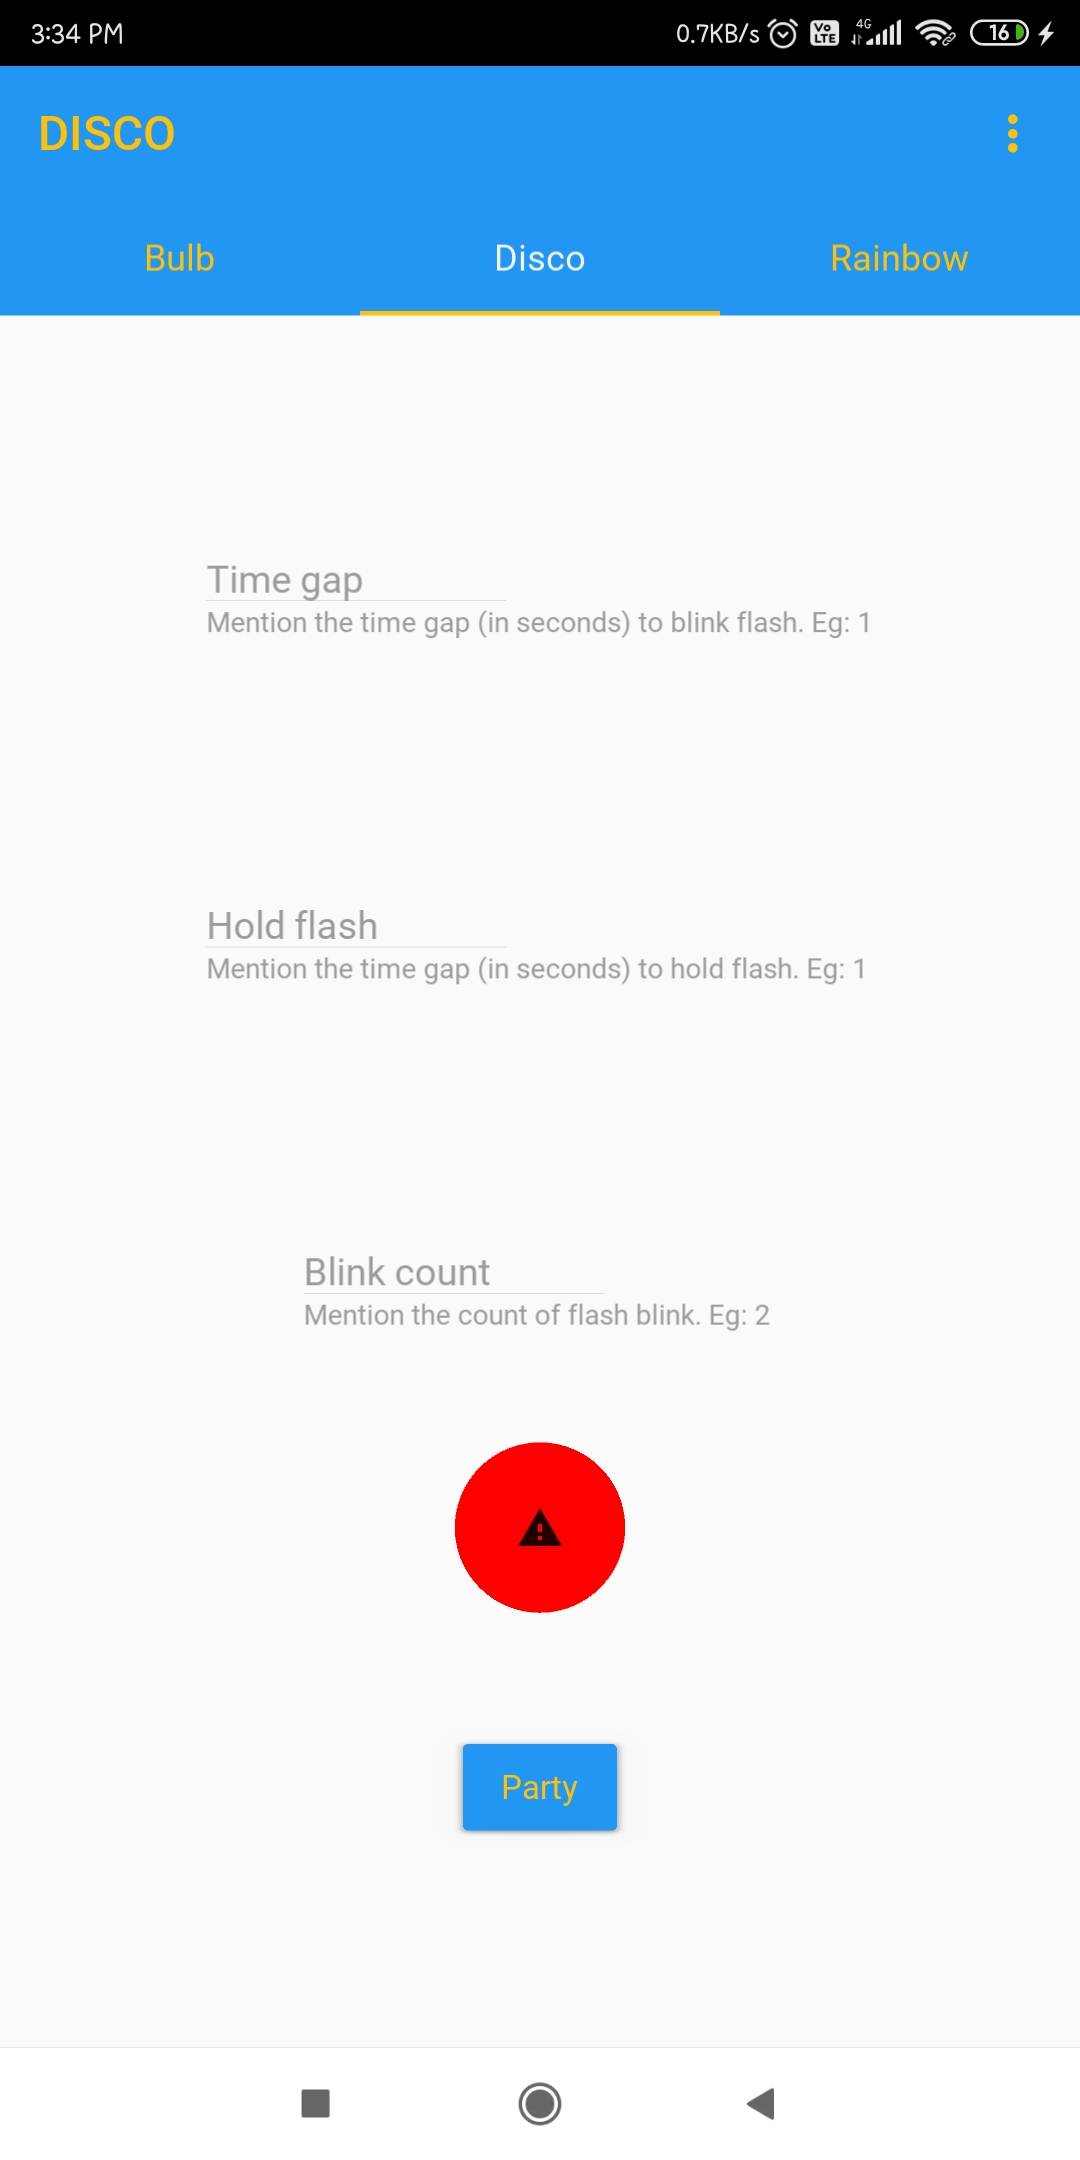 3:34 PM 0.7KB/s Vo LTE 4G 16
DISCO
Bulb Disco Rainbow
Time gap
Mention the time gap (in seconds) to blink flash. Eg: 1
Hold flash
Mention the time gap (in seconds) to hold flash. Eg: 1
Blink count
Mention the count of flash blink. Eg: 2
Party